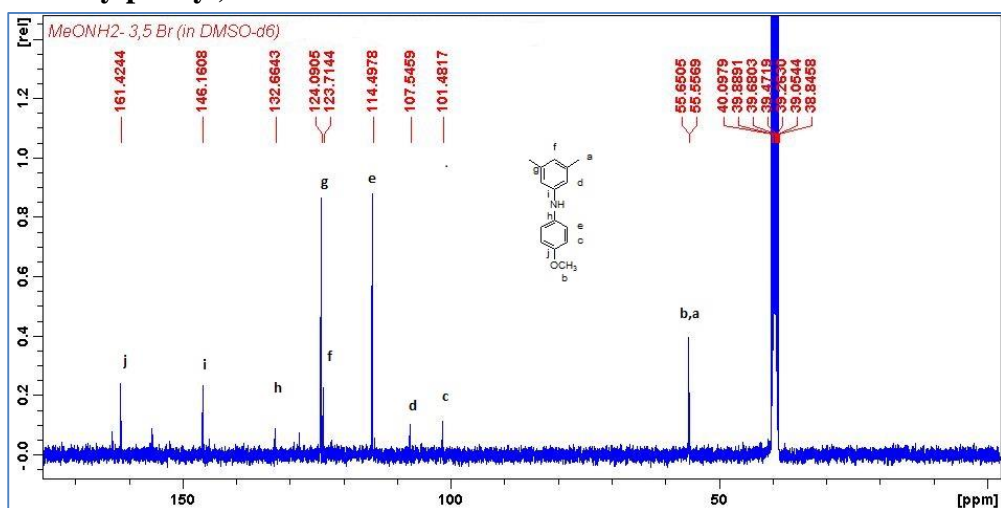 [rel]
MeONH2- 3,5 Br (in DMSO-d6)
161.4244
146.1608
132.6643
124.0905
123.7144
114.4978
107.5459
101.4817
55.6505
55.5569
40.0979
39.8891
39.6803
39.4719
39.2630
39.0544
38.8458
1.2
1.0
0.8
0.6
0.4
0.2
-0.0
f
a
g
d
i
NH
h
e
c
j
OCH3
b
g
e
b,a
j
i
h
f
d
c
150
100
50
[ppm]